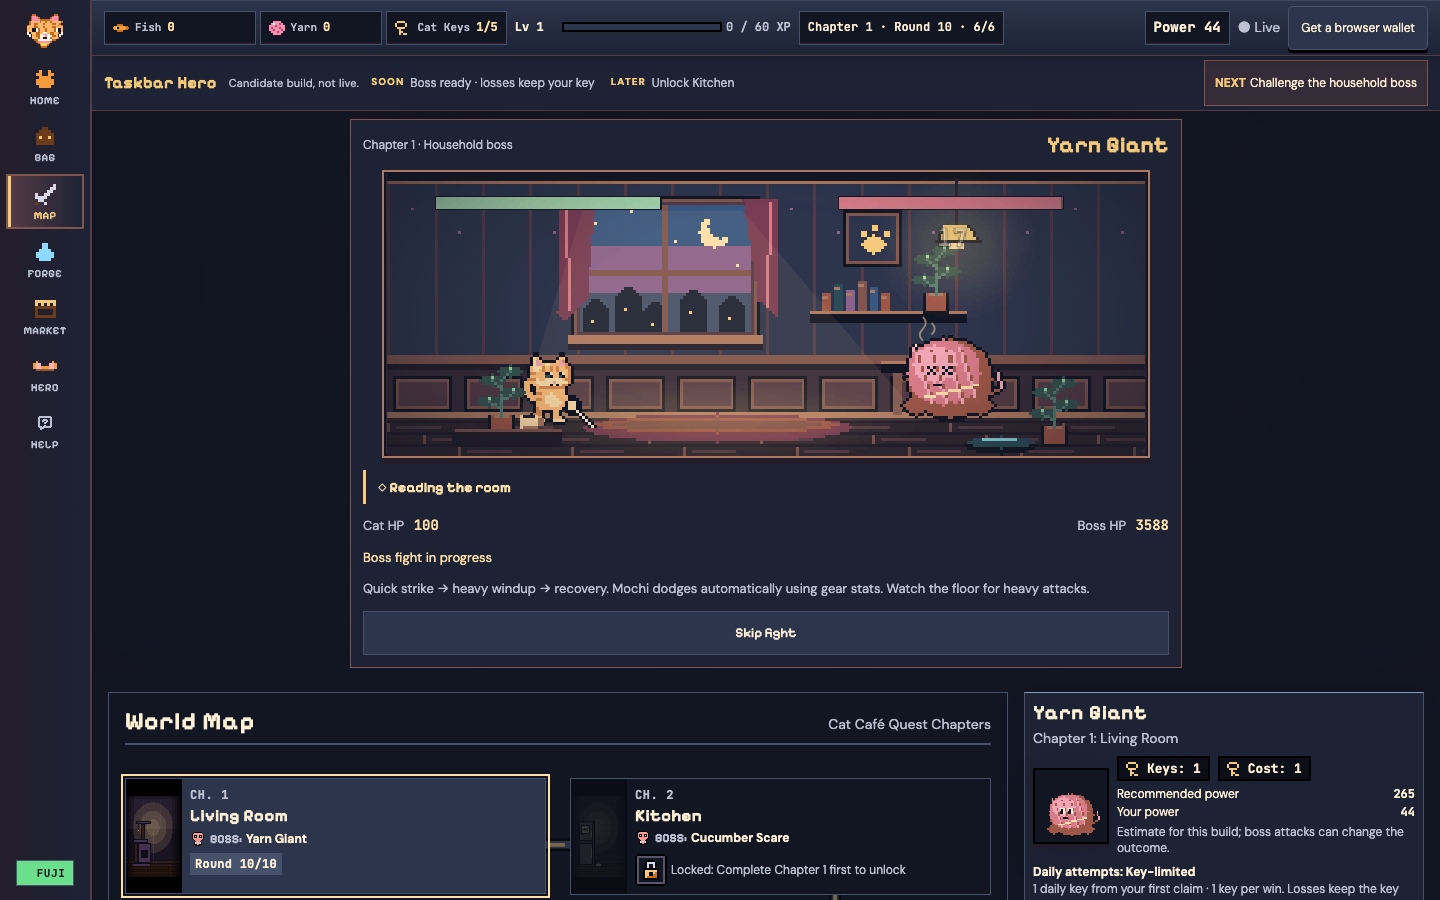 Fish 0
Yarn 0
Cat Keys 1/5
Lv 1
0 / 60 XP
Chapter 1 · Round 10 · 6/6
Power 44
Live
Get a browser wallet
Taskbar Hero
Candidate build, not live.
SOON Boss ready · losses keep your key
LATER Unlock Kitchen
NEXT Challenge the household boss
HOME
BAG
MAP
FORGE
MARKET
HERO
HELP
FUJI
Chapter 1 · Household boss
Yarn Giant
17
◇ Reading the room
Cat HP 100
Boss HP 3588
Boss fight in progress
Quick strike → heavy windup → recovery. Mochi dodges automatically using gear stats. Watch the floor for heavy attacks.
Skip fight
World Map
Cat Café Quest Chapters
CH. 1
Living Room
BOSS: Yarn Giant
Round 10/10
CH. 2
Kitchen
BOSS: Cucumber Scare
Locked: Complete Chapter 1 first to unlock
Yarn Giant
Chapter 1: Living Room
Keys: 1
Cost: 1
Recommended power 265
Your power 44
Estimate for this build; boss attacks can change the
outcome.
Daily attempts: Key-limited
1 daily key from your first claim · 1 key per win. Losses keep the key